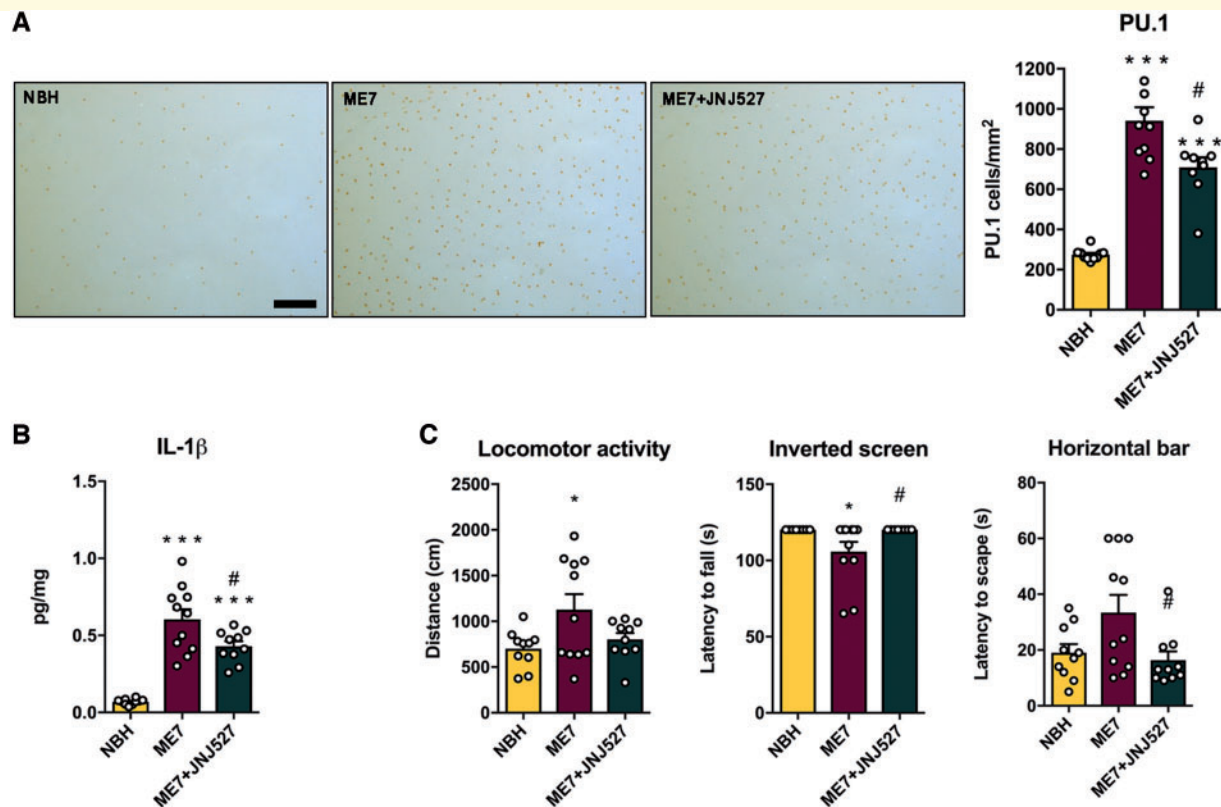 A
NBH
ME7
ME7+JNJ527
PU.1
PU.1 cells/mm²
1200
1000
800
600
400
200
0
* * *
#
* * *
NBH
ME7
ME7+JNJ527
B
IL-1β
pg/mg
1.5
1.0
0.5
0.0
* * *
#
* * *
NBH
ME7
ME7+JNJ527
C
Locomotor activity
Distance (cm)
2500
2000
1500
1000
500
0
*
NBH
ME7
ME7+JNJ527
Inverted screen
Latency to fall (s)
150
100
50
0
*
#
NBH
ME7
ME7+JNJ527
Horizontal bar
Latency to scape (s)
80
60
40
20
0
#
NBH
ME7
ME7+JNJ527